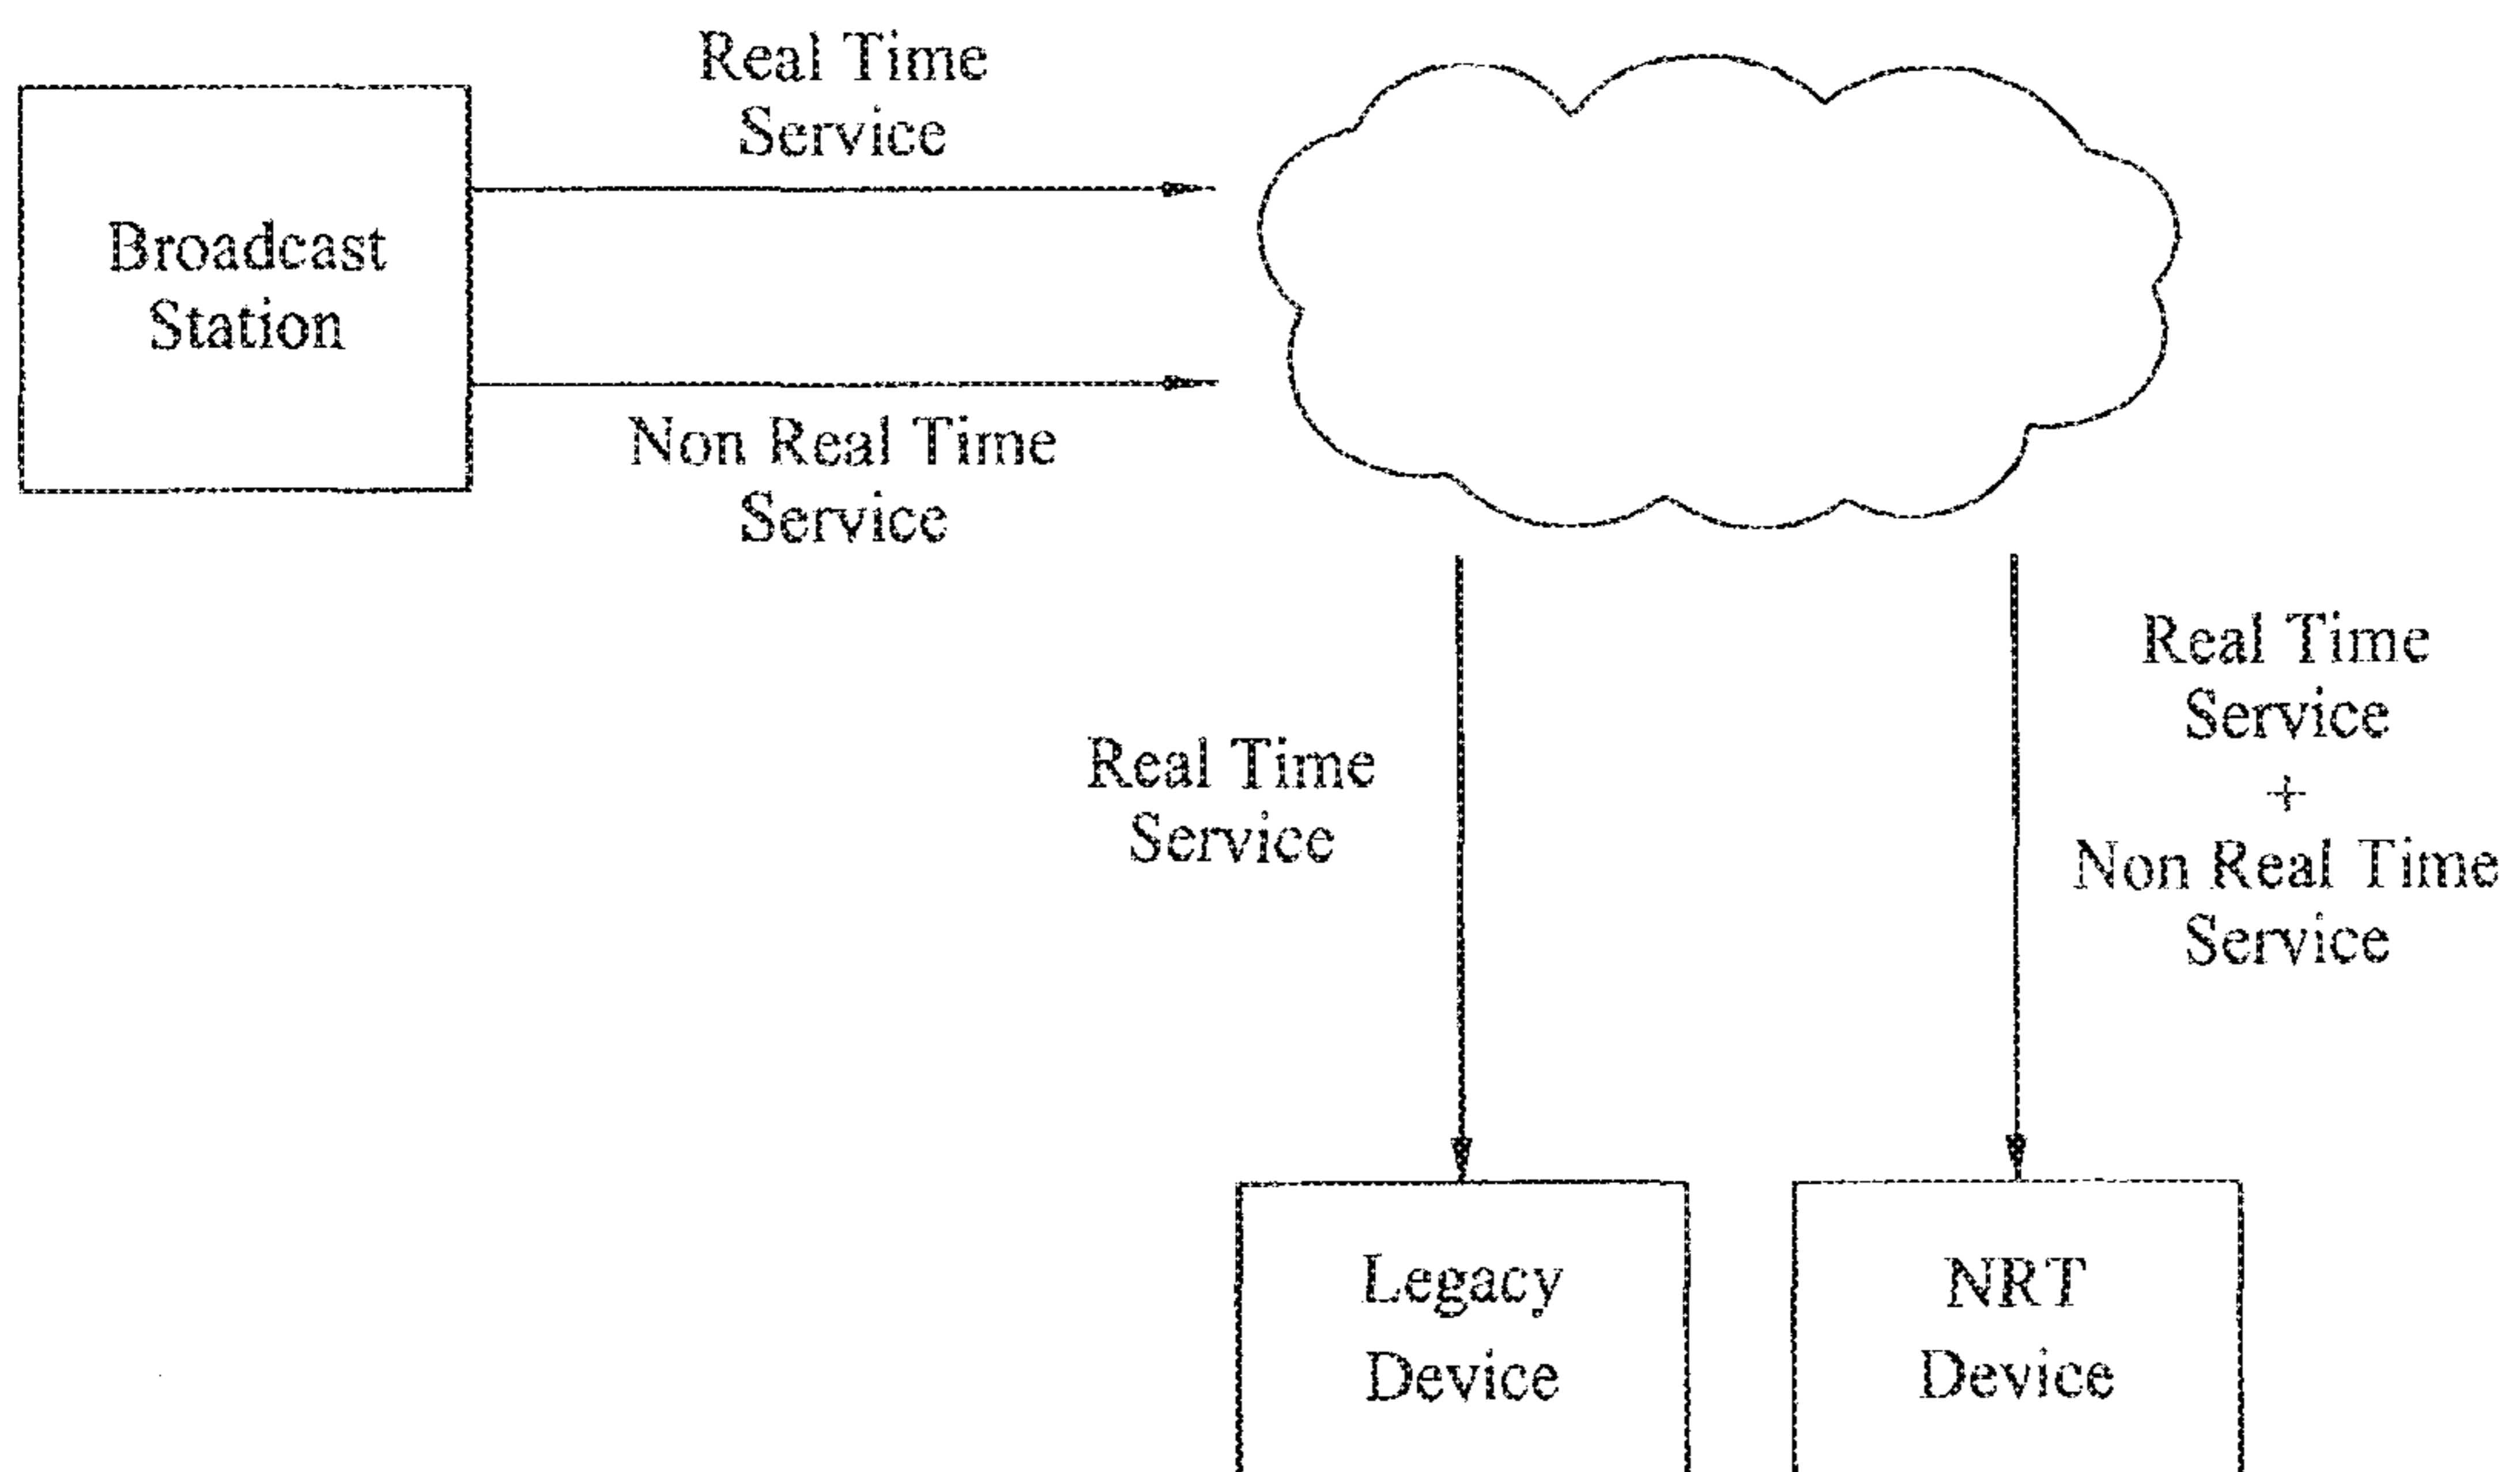 Real Time
Service
Broadcast
Station
Non Real Time
Service
Real Time
Service
Real Time
Service
+
Non Real Time
Service
Legacy
Device
NRT
Device